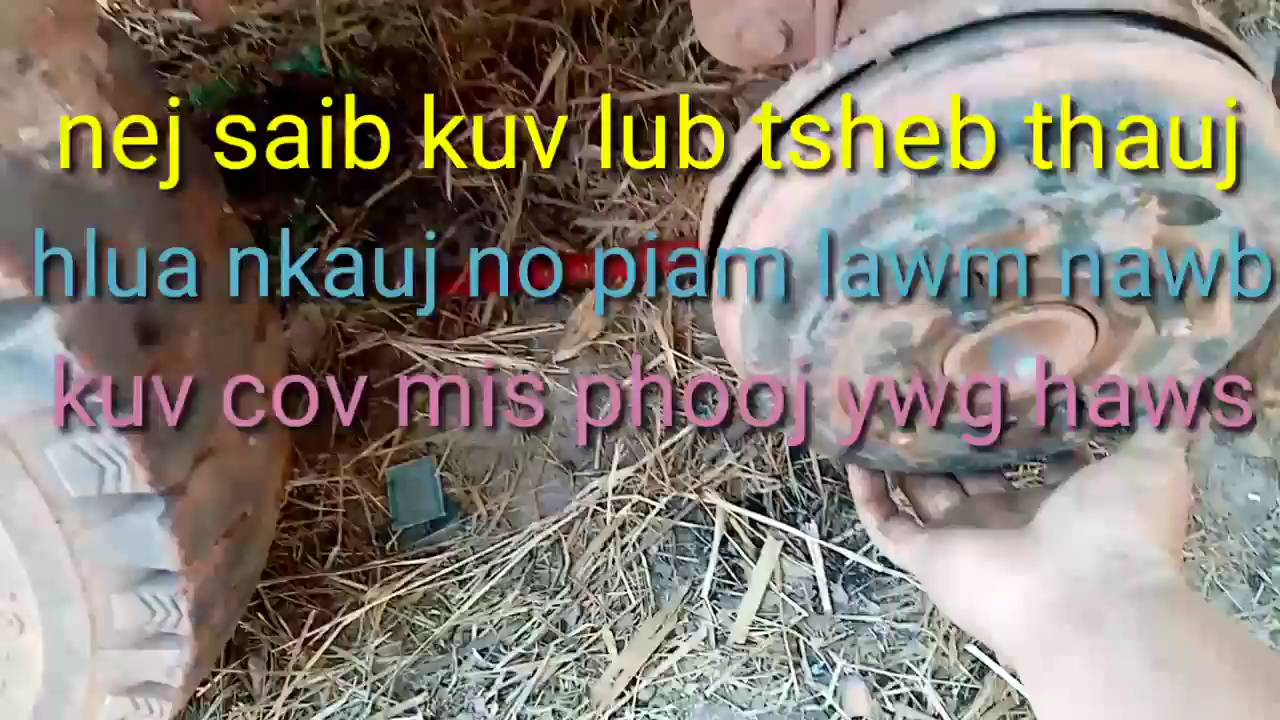 nej saib kuv lub tsheb thauj
hlua nkauj no piam lawm nawb
kuv cov mis phooj ywg haws